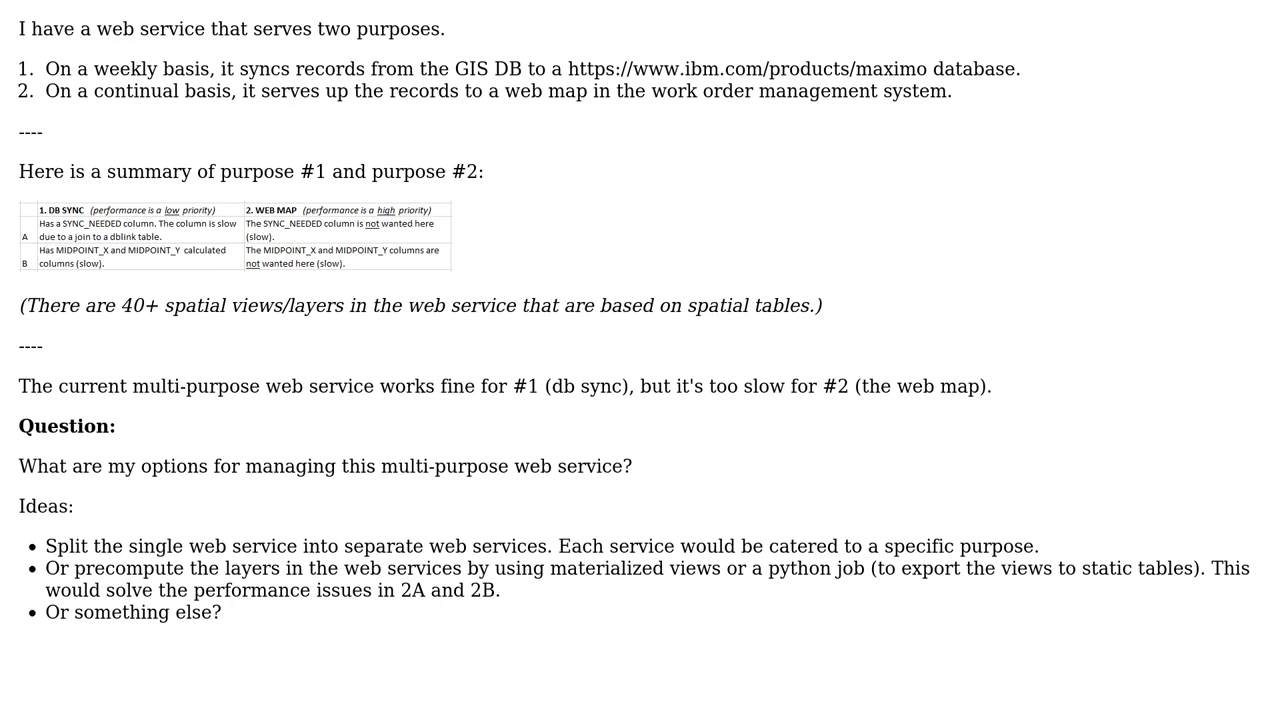 I have a web service that serves two purposes.
1. On a weekly basis, it syncs records from the GIS DB to a https://www.ibm.com/products/maximo database.
2. On a continual basis, it serves up the records to a web map in the work order management system.
----
Here is a summary of purpose #1 and purpose #2:
1. DB SYNC (performance is a low priority) 2. WEB MAP (performance is a high priority)
Has a SYNC_NEEDED column. The column is slow The SYNC_NEEDED column is not wanted here
A due to a join to a dblink table. (slow).
Has MIDPOINT_X and MIDPOINT_Y calculated The MIDPOINT_X and MIDPOINT_Y columns are
B columns (slow). not wanted here (slow).
(There are 40+ spatial views/layers in the web service that are based on spatial tables.)
----
The current multi-purpose web service works fine for #1 (db sync), but it's too slow for #2 (the web map).
Question:
What are my options for managing this multi-purpose web service?
Ideas:
• Split the single web service into separate web services. Each service would be catered to a specific purpose.
• Or precompute the layers in the web services by using materialized views or a python job (to export the views to static tables). This
would solve the performance issues in 2A and 2B.
• Or something else?